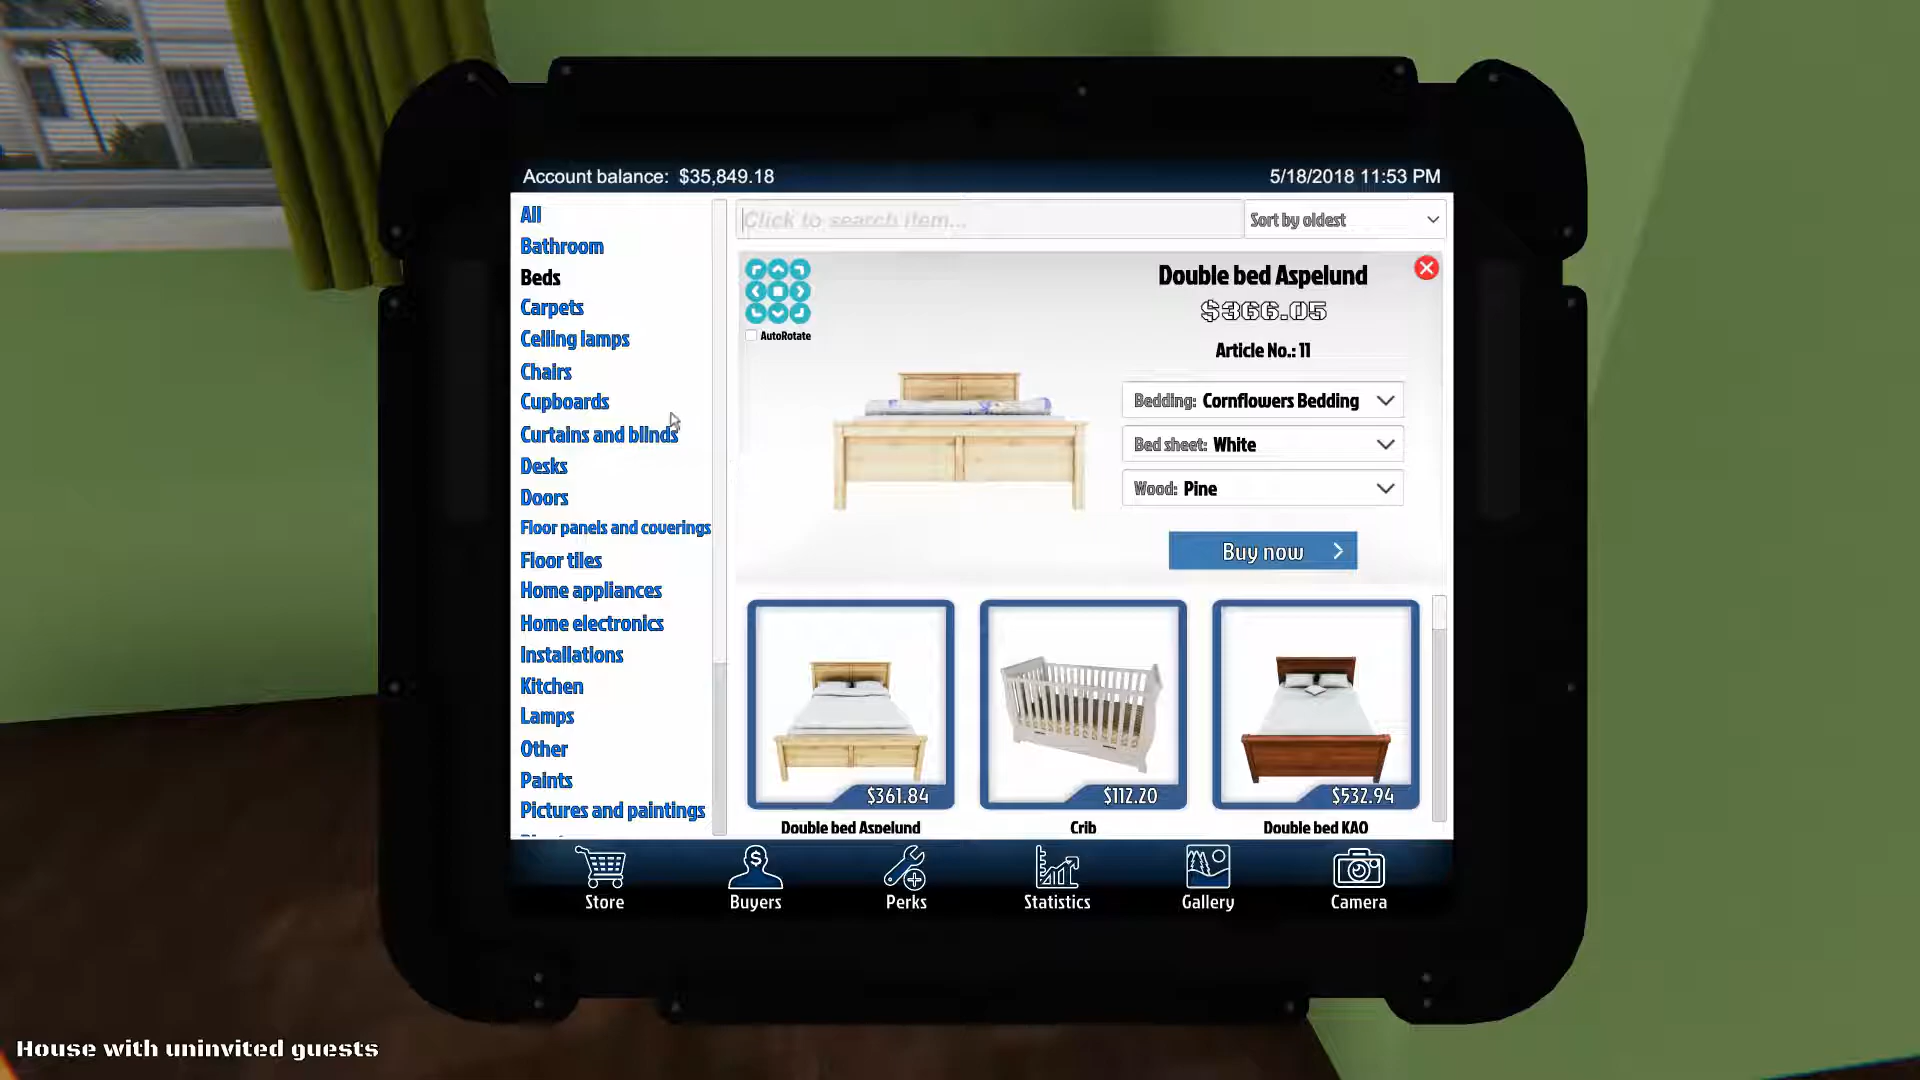 Account balance: $35,849.18
5/18/2018 11:53 PM
All
Bathroom
Beds
Carpets
Ceiling lamps
Chairs
Cupboards
Curtains and blinds
Desks
Doors
Floor panels and coverings
Floor tiles
Home appliances
Home electronics
Installations
Kitchen
Lamps
Other
Paints
Pictures and paintings
Click to search item...
Sort by oldest
AutoRotate
Double bed Aspelund
$366.05
Article No.: 11
Bedding: Cornflowers Bedding
Bed sheet: White
Wood: Pine
Buy now
$361.84
Double bed Aspelund
$112.20
Crib
$532.94
Double bed KAO
Store
Buyers
Perks
Statistics
Gallery
Camera
House with uninvited guests